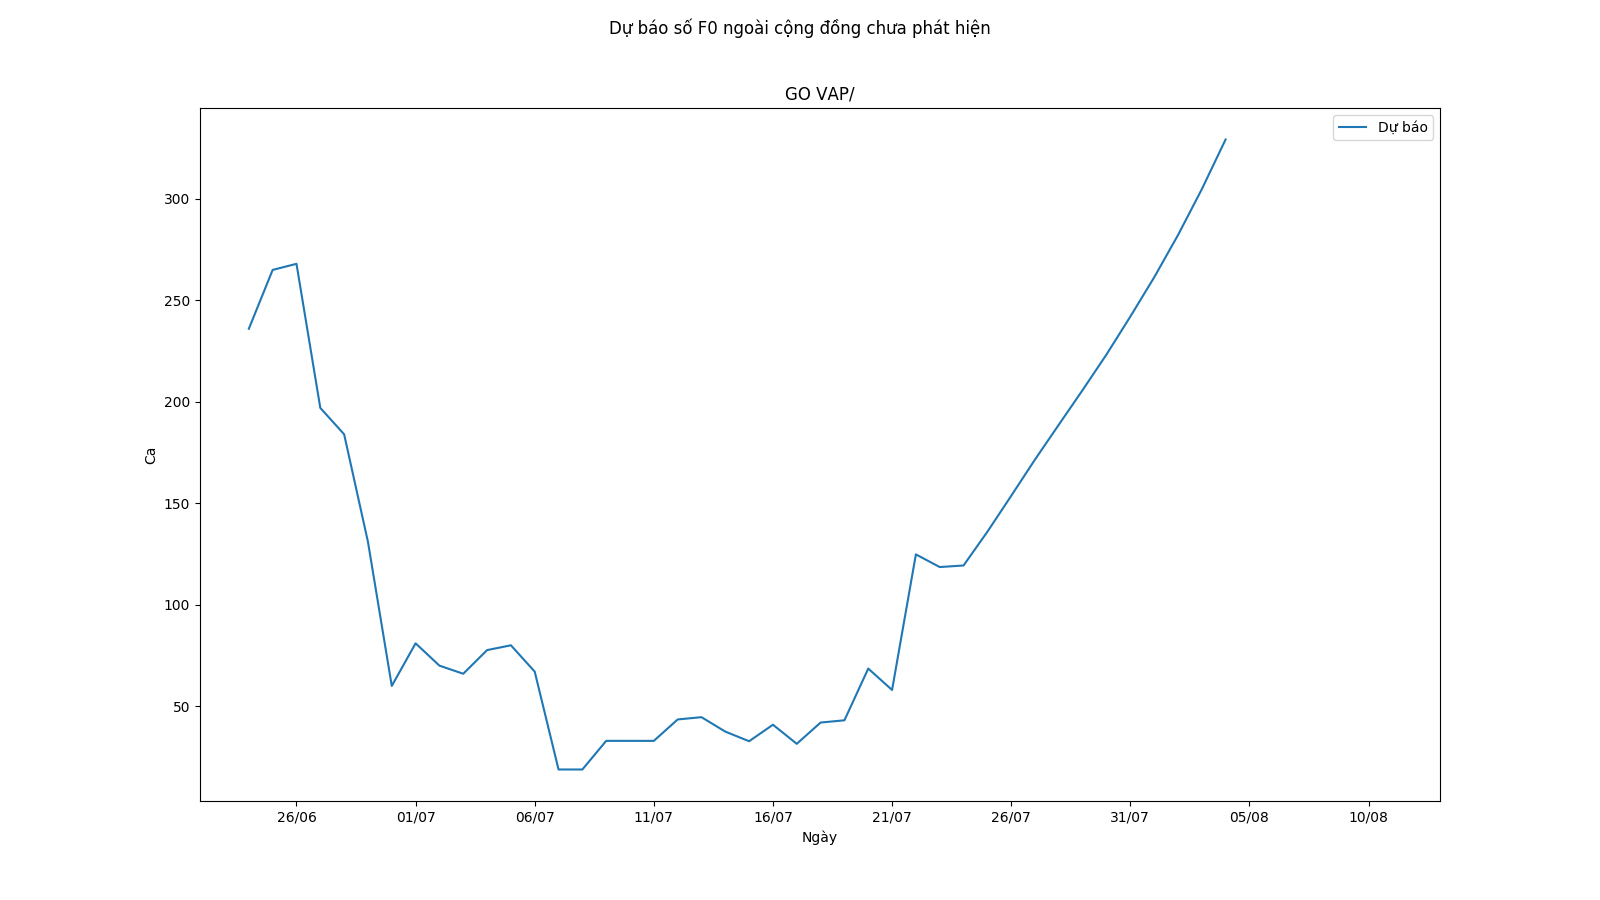 Dự báo số F0 ngoài cộng đồng chưa phát hiện
GO VAP/
Dự báo
300
250
200
150
100
50
Ca
26/06 01/07 06/07 11/07 16/07 21/07 26/07 31/07 05/08 10/08
Ngày